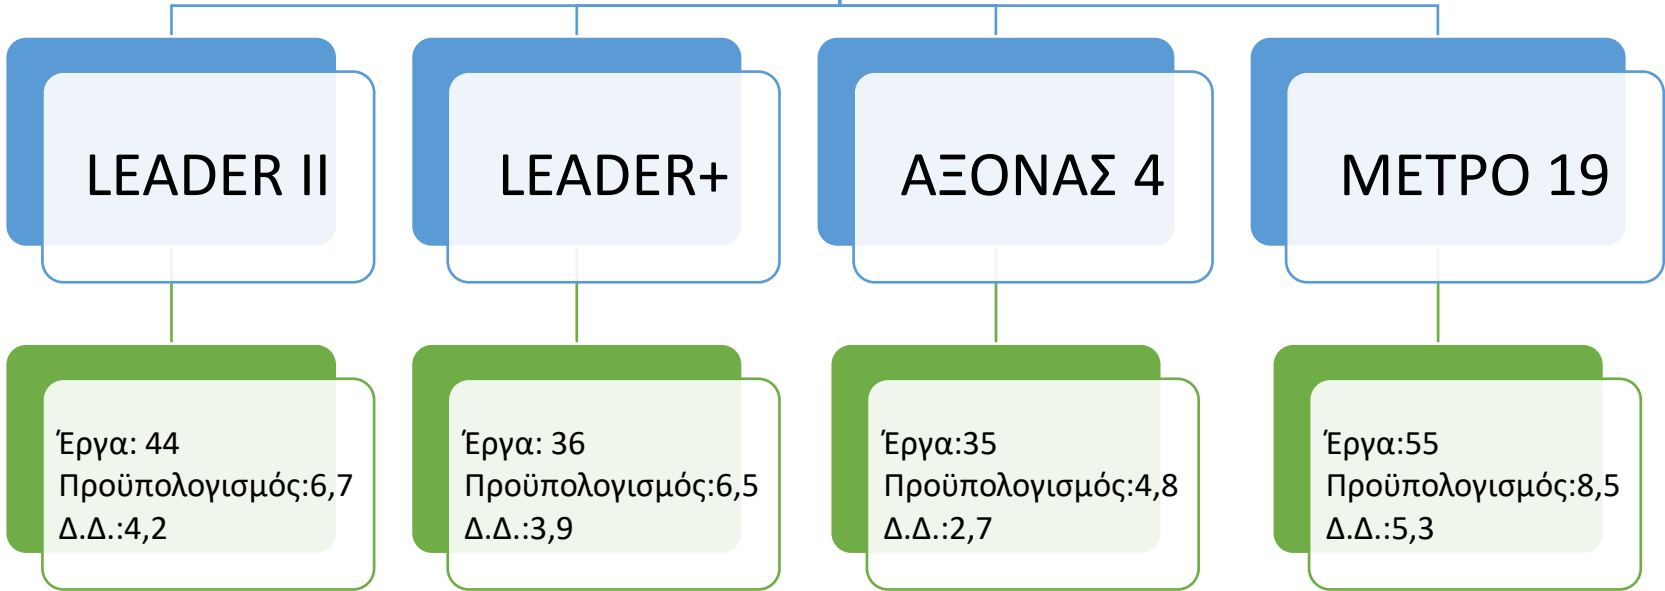 LEADER II
LEADER+
ΑΞΟΝΑΣ 4
ΜΕΤΡΟ 19
Έργα: 44
Προϋπολογισμός:6,7
Δ.Δ.:4,2
Έργα: 36
Προϋπολογισμός:6,5
Δ.Δ.:3,9
Έργα:35
Προϋπολογισμός:4,8
Δ.Δ.:2,7
Έργα:55
Προϋπολογισμός:8,5
Δ.Δ.:5,3